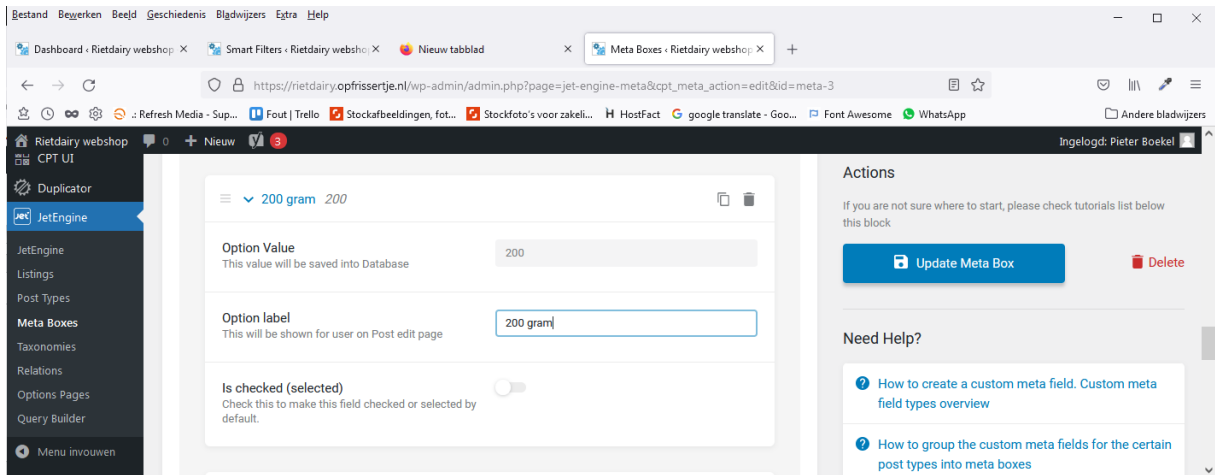 Bestand Bewerken Beeld Geschiedenis Bladwijzers Extra Help
Dashboard ‹ Rietdairy webshop
Smart Filters ‹ Rietdairy websho
Nieuw tabblad
Meta Boxes ‹ Rietdairy webshop
https://rietdairy.opfrissertje.nl/wp-admin/admin.php?page=jet-engine-meta&cpt_meta_action=edit&id=meta-3
.: Refresh Media - Sup...
Fout | Trello
Stockafbeeldingen, fot...
Stockfoto's voor zakeli...
HostFact
google translate - Goo...
Font Awesome
WhatsApp
Andere bladwijzers
Rietdairy webshop 0 + Nieuw 3
Ingelogd: Pieter Boekel
CPT UI
Duplicator
JetEngine
JetEngine
Listings
Post Types
Meta Boxes
Taxonomies
Relations
Options Pages
Query Builder
Menu invouwen
200 gram 200
Option Value
This value will be saved into Database
200
Option label
This will be shown for user on Post edit page
200 gram
Is checked (selected)
Check this to make this field checked or selected by
default.
Actions
If you are not sure where to start, please check tutorials list below
this block
Update Meta Box
Delete
Need Help?
How to create a custom meta field. Custom meta
field types overview
How to group the custom meta fields for the certain
post types into meta boxes